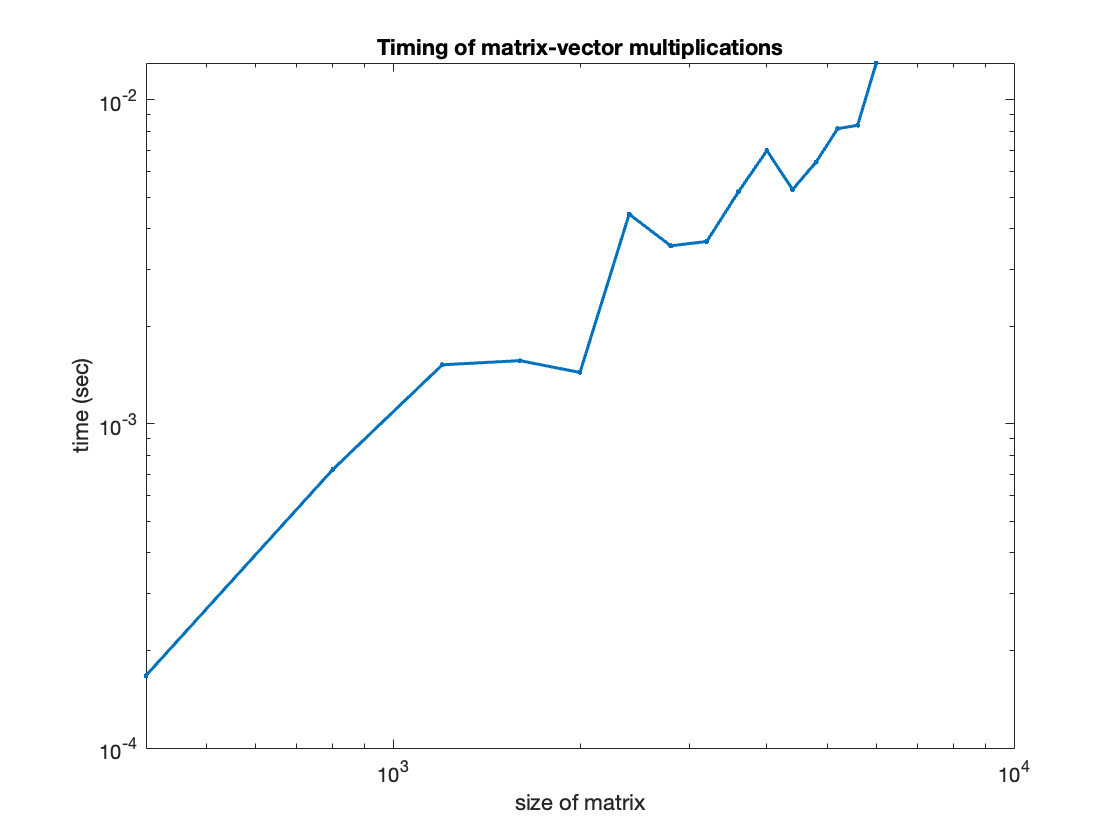 Timing of matrix-vector multiplications
10^-2
10^-3
10^-4
time (sec)
10^3
10^4
size of matrix